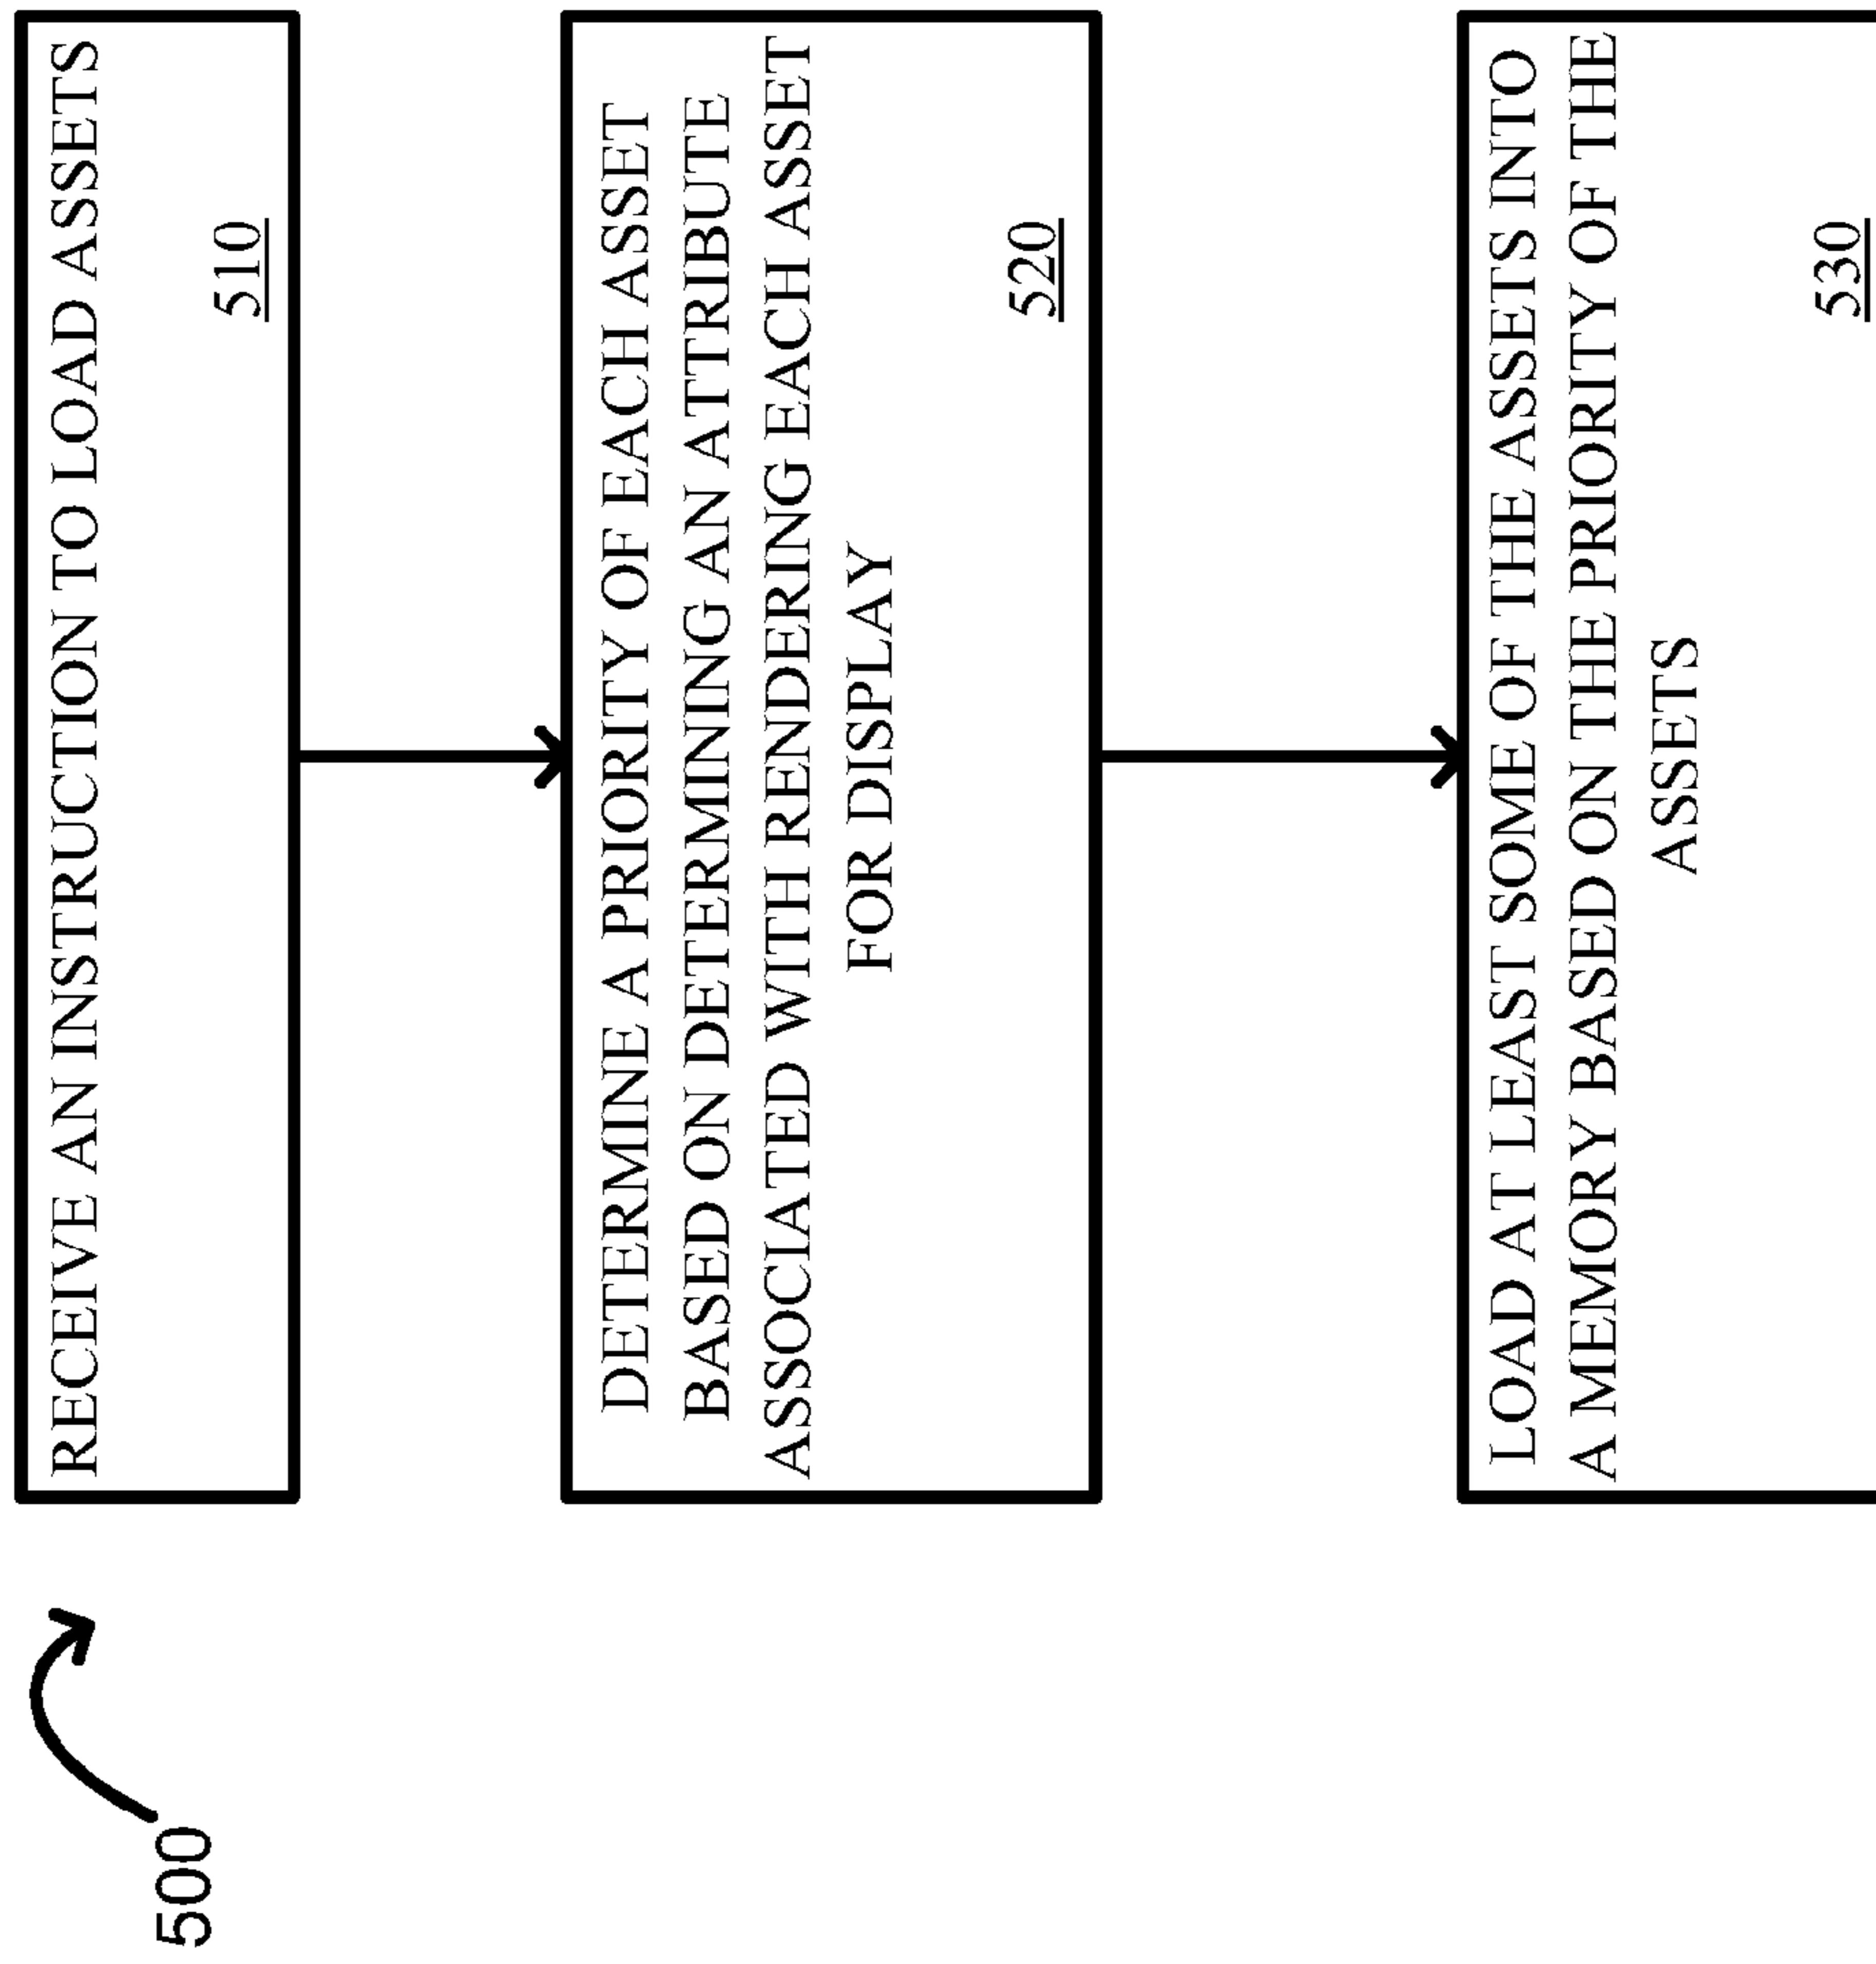 500
RECEIVE AN INSTRUCTION TO LOAD ASSETS
510
DETERMINE A PRIORITY OF EACH ASSET
BASED ON DETERMINING AN ATTRIBUTE
ASSOCIATED WITH RENDERING EACH ASSET
FOR DISPLAY
520
LOAD AT LEAST SOME OF THE ASSETS INTO
A MEMORY BASED ON THE PRIORITY OF THE
ASSETS
530